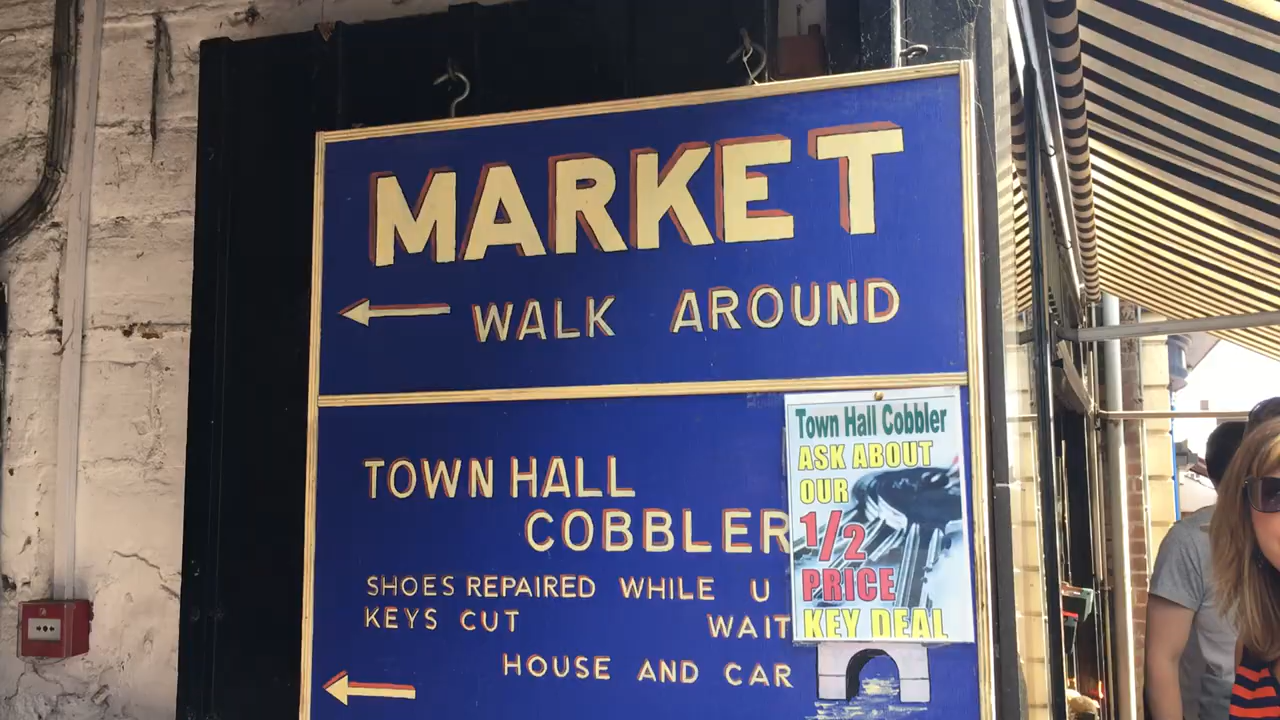 MARKET
WALK AROUND
TOWN HALL
COBBLER
SHOES REPAIRED WHILE U
KEYS CUT WAIT
HOUSE AND CAR
Town Hall Cobbler
ASK ABOUT
OUR
1/2
PRICE
KEY DEAL